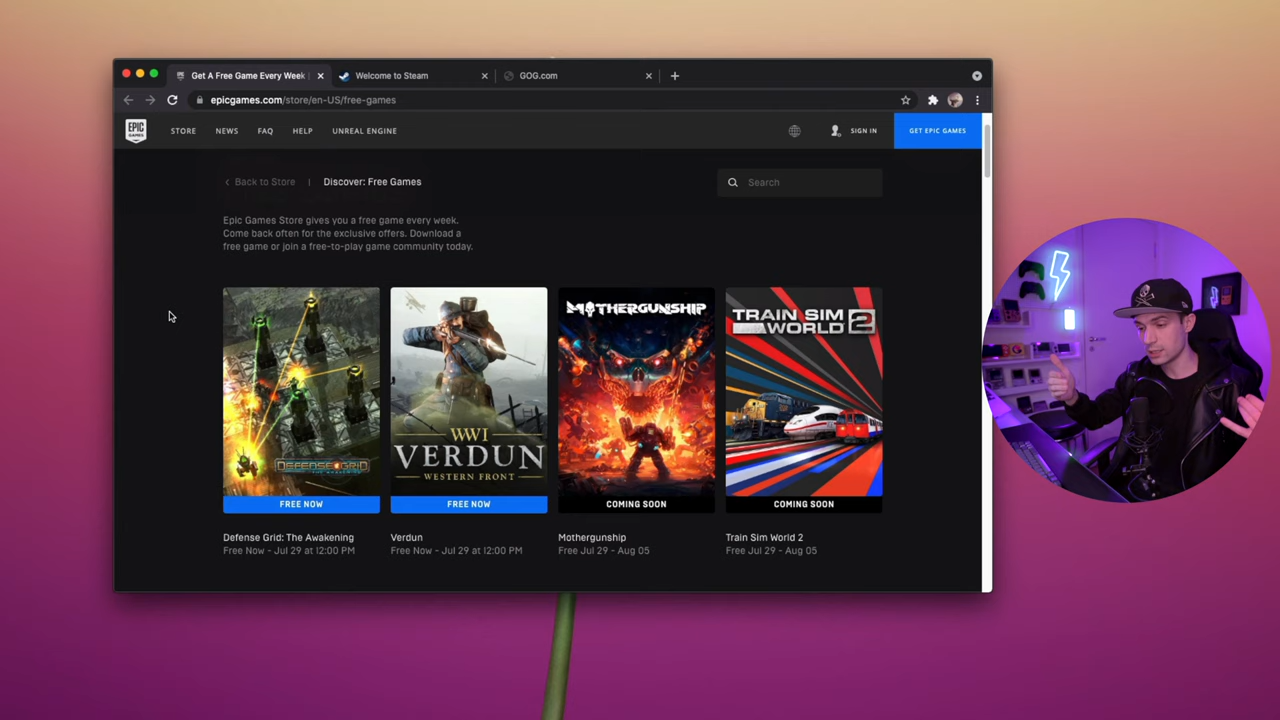 Get A Free Game Every Week
Welcome to Steam
GOG.com
epicgames.com/store/en-US/free-games
EPIC GAMES
STORE
NEWS
FAQ
HELP
UNREAL ENGINE
SIGN IN
GET EPIC GAMES
Back to Store | Discover: Free Games
Search
Epic Games Store gives you a free game every week.
Come back often for the exclusive offers. Download a
free game or join a free-to-play game community today.
DEFENSE GRID
THE AWAKENING
WWI
VERDUN
WESTERN FRONT
MOTHERGUNSHIP
TRAIN SIM
WORLD 2
FREE NOW
FREE NOW
COMING SOON
COMING SOON
Defense Grid: The Awakening
Free Now - Jul 29 at 12:00 PM
Verdun
Free Now - Jul 29 at 12:00 PM
Mothergunship
Free Jul 29 - Aug 05
Train Sim World 2
Free Jul 29 - Aug 05